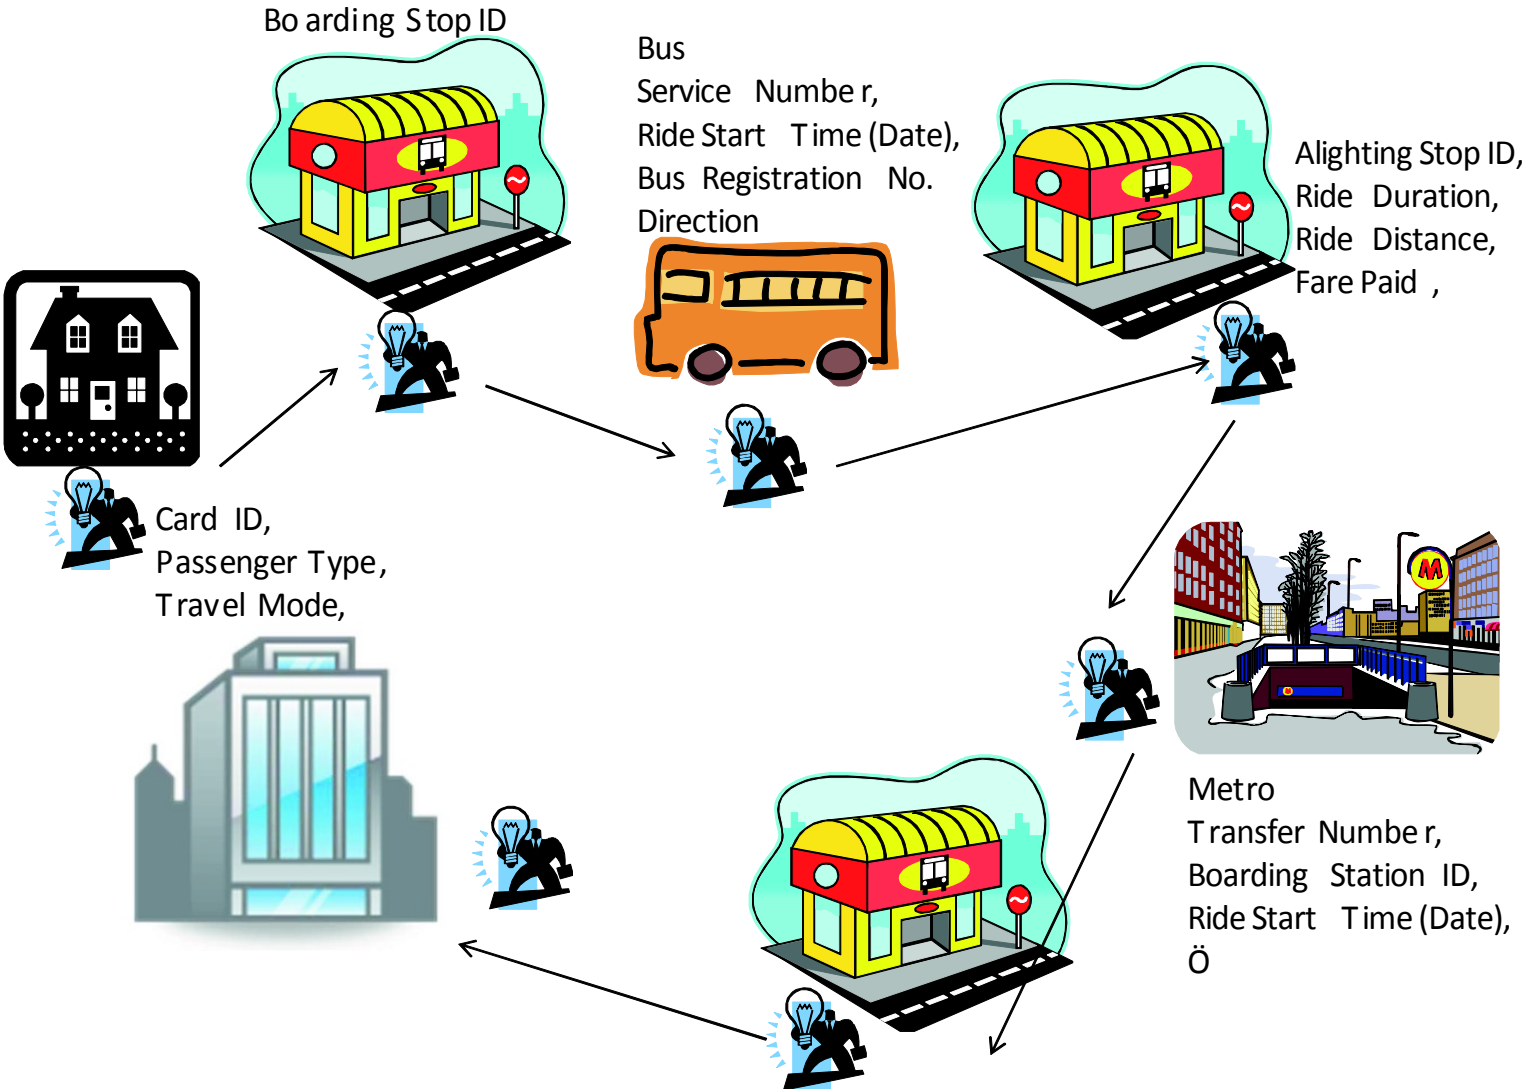 Boarding Stop ID
Bus
Service Number,
Ride Start Time (Date),
Bus Registration No.
Direction
Alighting Stop ID,
Ride Duration,
Ride Distance,
Fare Paid ,
Card ID,
Passenger Type,
Travel Mode,
M
Metro
Transfer Number,
Boarding Station ID,
Ride Start Time (Date),
Ö